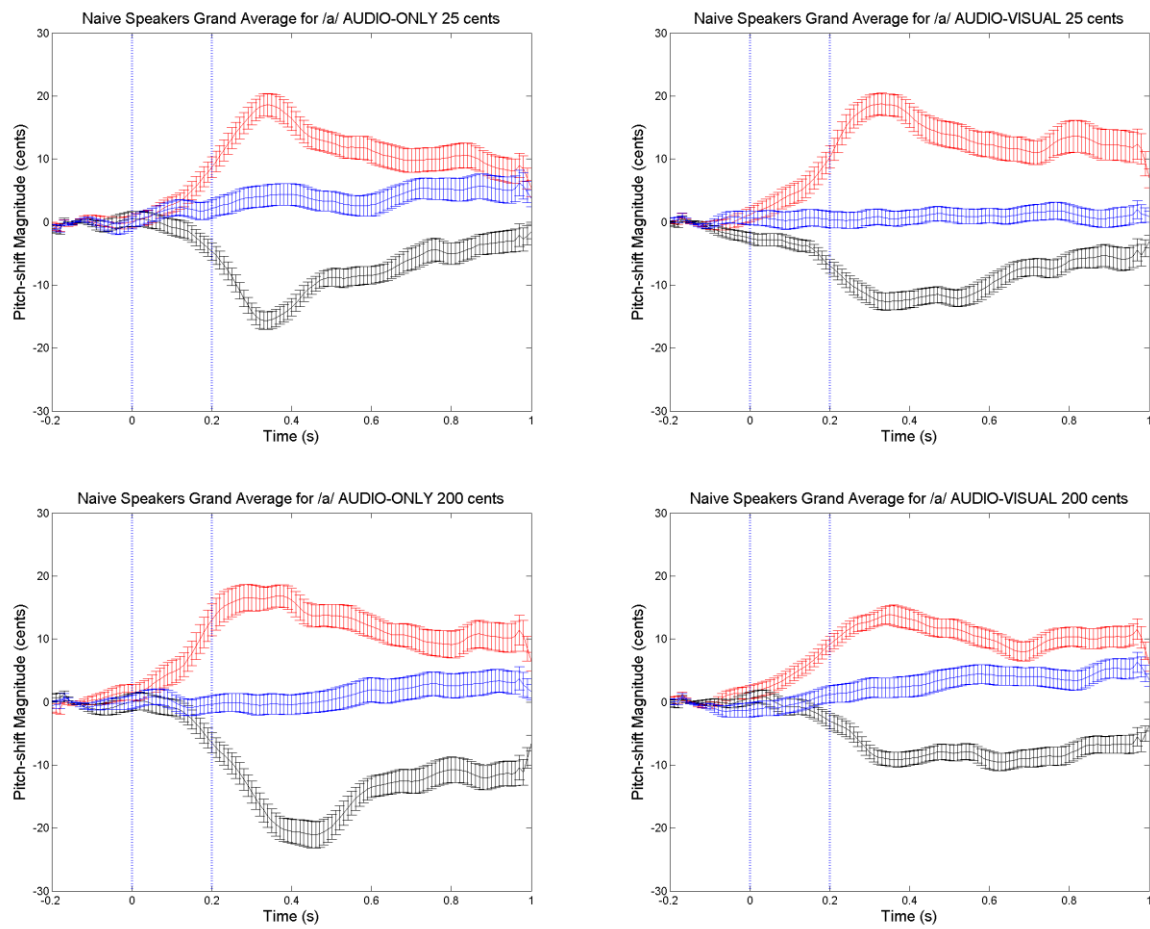 Naive Speakers Grand Average for /a/ AUDIO-ONLY 25 cents
30
20
10
0
-10
-20
-30
Pitch-shift Magnitude (cents)
-0.2 0 0.2 0.4 0.6 0.8 1
Time (s)
Naive Speakers Grand Average for /a/ AUDIO-VISUAL 25 cents
30
20
10
0
-10
-20
-30
Pitch-shift Magnitude (cents)
-0.2 0 0.2 0.4 0.6 0.8 1
Time (s)
Naive Speakers Grand Average for /a/ AUDIO-ONLY 200 cents
30
20
10
0
-10
-20
-30
Pitch-shift Magnitude (cents)
-0.2 0 0.2 0.4 0.6 0.8 1
Time (s)
Naive Speakers Grand Average for /a/ AUDIO-VISUAL 200 cents
30
20
10
0
-10
-20
-30
Pitch-shift Magnitude (cents)
-0.2 0 0.2 0.4 0.6 0.8 1
Time (s)